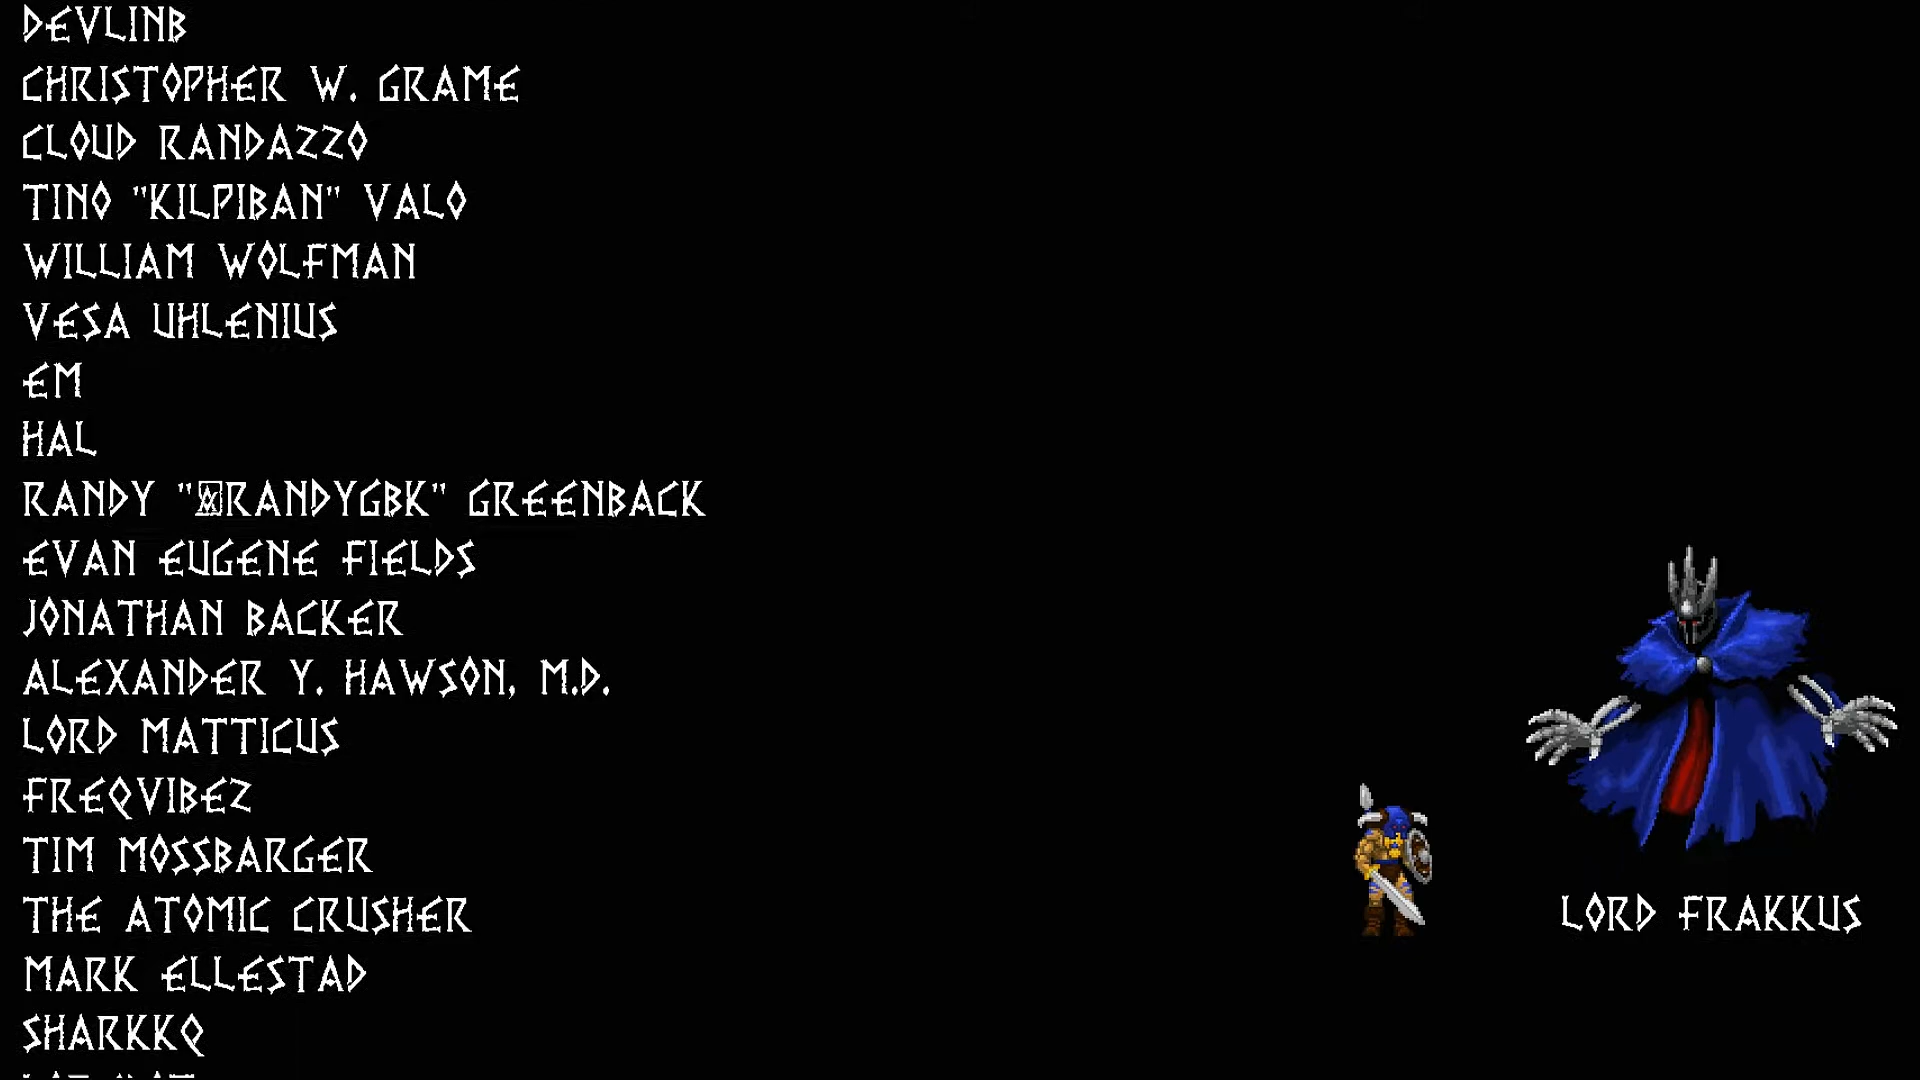 DEVLINB
CHRISTOPHER W. GRAME
CLOUD RANDAZZO
TINO "KILPIBAN" VALO
WILLIAM WOLFMAN
VESA UHLENIUS
EM
HAL
RANDY "RANDYGBK" GREENBACK
EVAN EUGENE FIELDS
JONATHAN BACKER
ALEXANDER Y. HAWSON, M.D.
LORD MATTICUS
FREQVIBEZ
TIM MOSSBARGER
THE ATOMIC CRUSHER
MARK ELLESTAD
SHARKKQ
LORD FRAKKUS